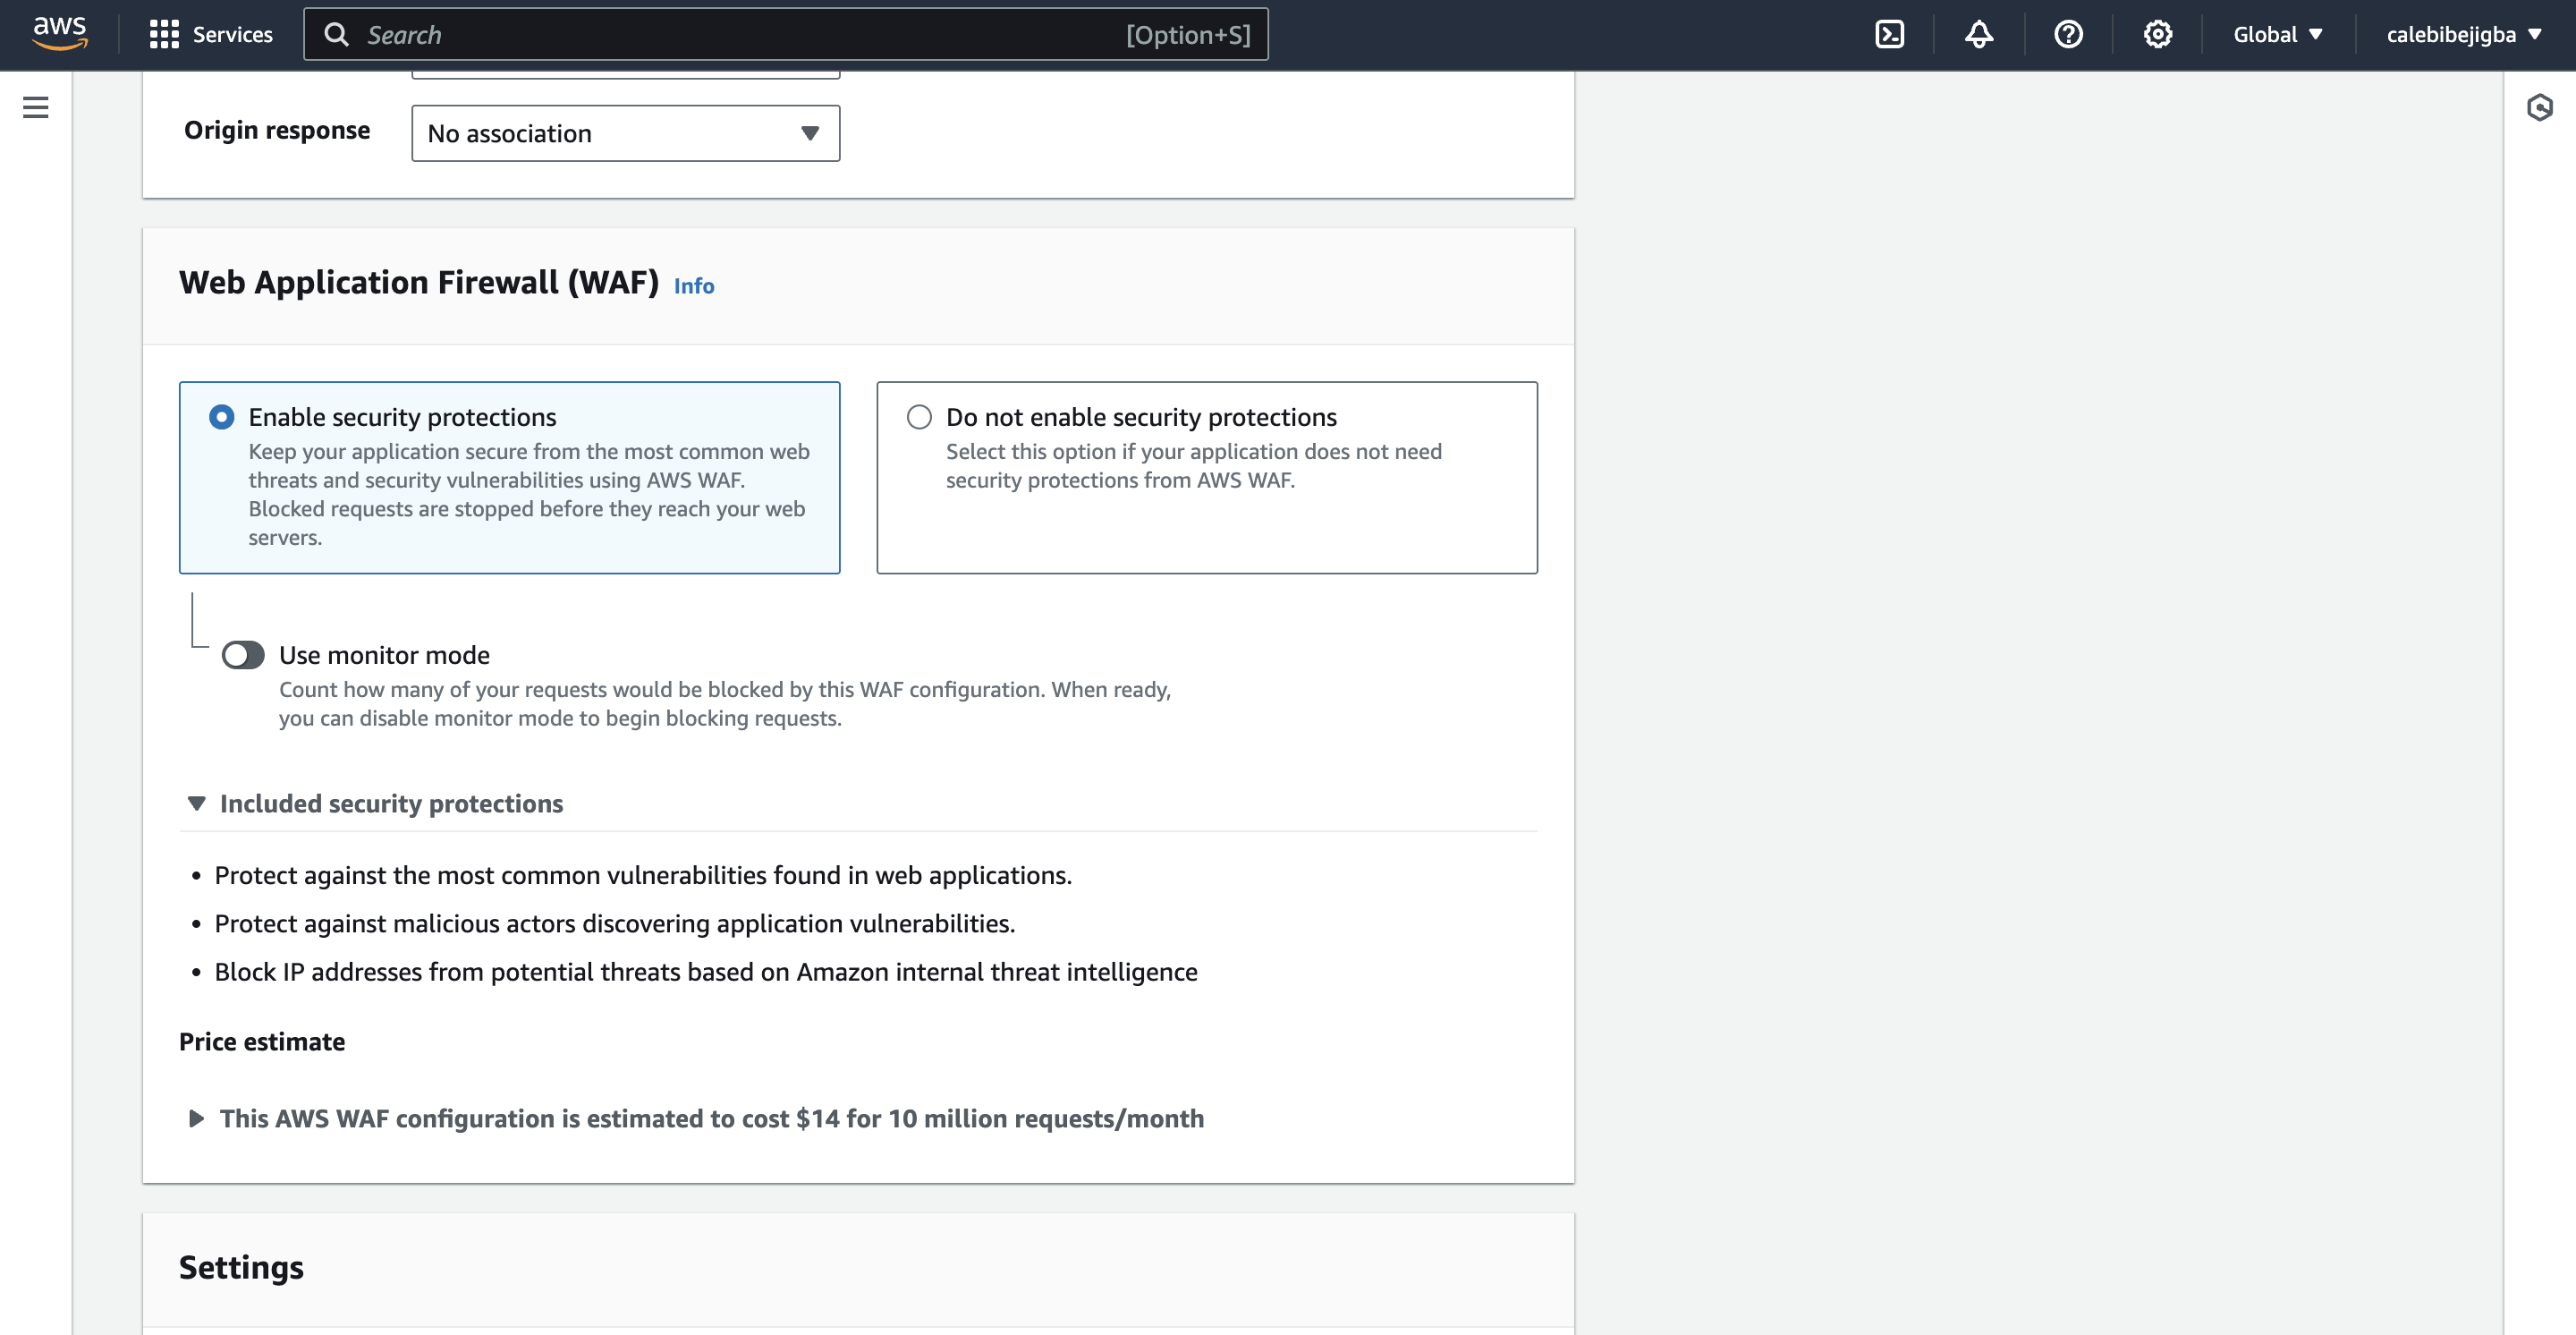 aws
Services
Search
[Option+S]
Global
calebibejigba
Origin response
No association
Web Application Firewall (WAF) Info
Enable security protections
Keep your application secure from the most common web
threats and security vulnerabilities using AWS WAF.
Blocked requests are stopped before they reach your web
servers.
Do not enable security protections
Select this option if your application does not need
security protections from AWS WAF.
Use monitor mode
Count how many of your requests would be blocked by this WAF configuration. When ready,
you can disable monitor mode to begin blocking requests.
Included security protections
• Protect against the most common vulnerabilities found in web applications.
• Protect against malicious actors discovering application vulnerabilities.
• Block IP addresses from potential threats based on Amazon internal threat intelligence
Price estimate
This AWS WAF configuration is estimated to cost $14 for 10 million requests/month
Settings